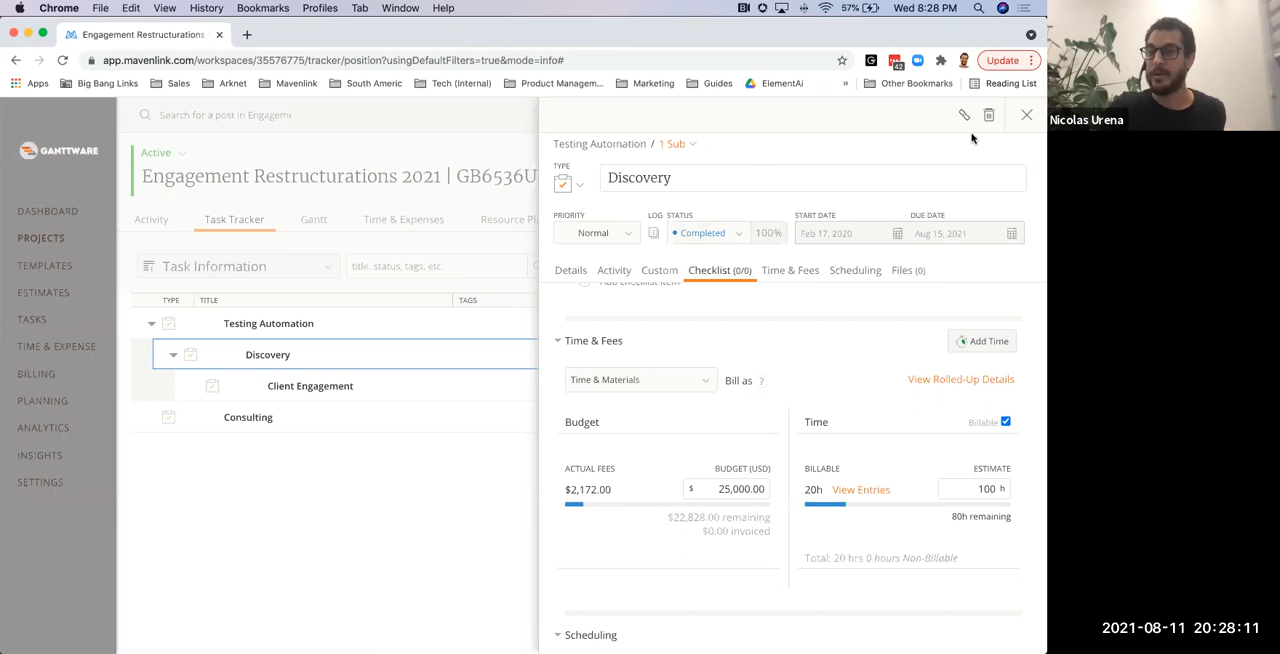 Chrome File Edit View History Bookmarks Profiles Tab Window Help 57% Wed 8:28 PM
Engagement Restructurations
app.mavenlink.com/workspaces/35576775/tracker/position?usingDefaultFilters=true&mode=info# 42 Update
Apps Big Bang Links Sales Arknet Mavenlink South Americ Tech (Internal) Product Managem... Marketing Guides ElementAi » Other Bookmarks Reading List
Nicolas Urena
GANTTWARE
DASHBOARD
PROJECTS
TEMPLATES
ESTIMATES
TASKS
TIME & EXPENSE
BILLING
PLANNING
ANALYTICS
INSIGHTS
SETTINGS
Search for a post in Engageme
Active
Engagement Restructurations 2021 | GB6536U
Activity Task Tracker Gantt Time & Expenses Resource Pl
Task Information title, status, tags, etc.
TYPE TITLE TAGS
Testing Automation
Discovery
Client Engagement
Consulting
Testing Automation / 1 Sub
TYPE
Discovery
PRIORITY LOG STATUS START DATE DUE DATE
Normal Completed 100% Feb 17, 2020 Aug 15, 2021
Details Activity Custom Checklist (0/0) Time & Fees Scheduling Files (0)
Add checklist item
Time & Fees Add Time
Time & Materials Bill as ? View Rolled-Up Details
Budget Time Billable
ACTUAL FEES BUDGET (USD) BILLABLE ESTIMATE
$2,172.00 $ 25,000.00 20h View Entries 100 h
$22,828.00 remaining 80h remaining
$0.00 invoiced
Total: 20 hrs 0 hours Non-Billable
Scheduling
2021-08-11 20:28:11